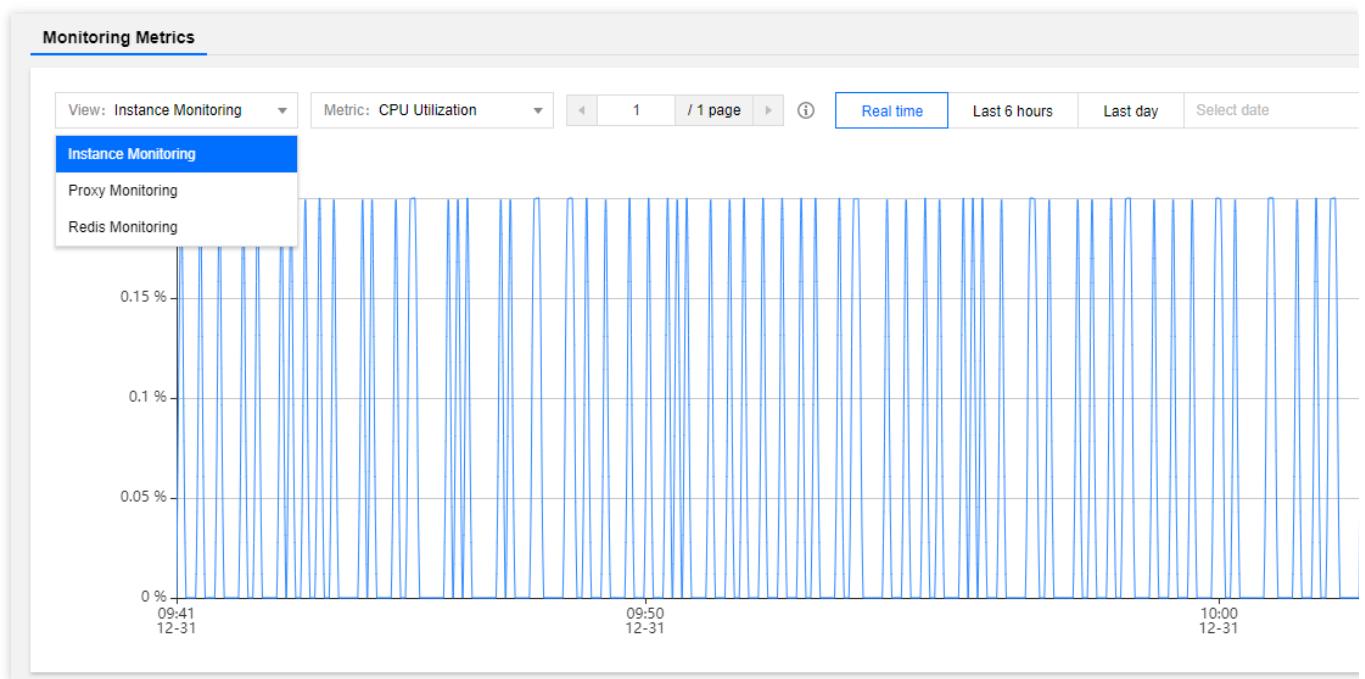 Monitoring Metrics
View: Instance Monitoring Metric: CPU Utilization 1 / 1 page Real time Last 6 hours Last day Select date
Instance Monitoring
Proxy Monitoring
Redis Monitoring
0.15 %
0.1 %
0.05 %
0 %
09:41 09:50 10:00
12-31 12-31 12-31